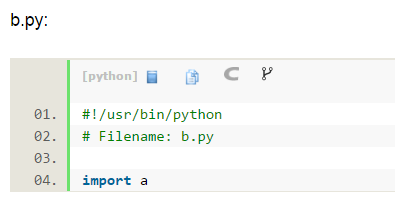 b.py:
[python]
01. #!/usr/bin/python
02. # Filename: b.py
03.
04. import a